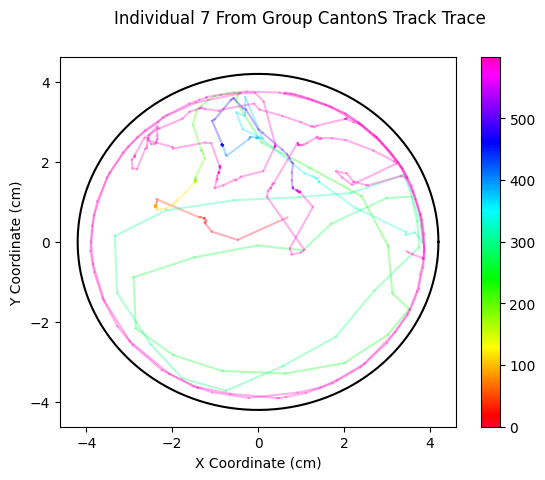 Individual 7 From Group CantonS Track Trace
4
2
0
−2
−4
−4 −2 0 2 4
Y Coordinate (cm)
X Coordinate (cm)
500
400
300
200
100
0